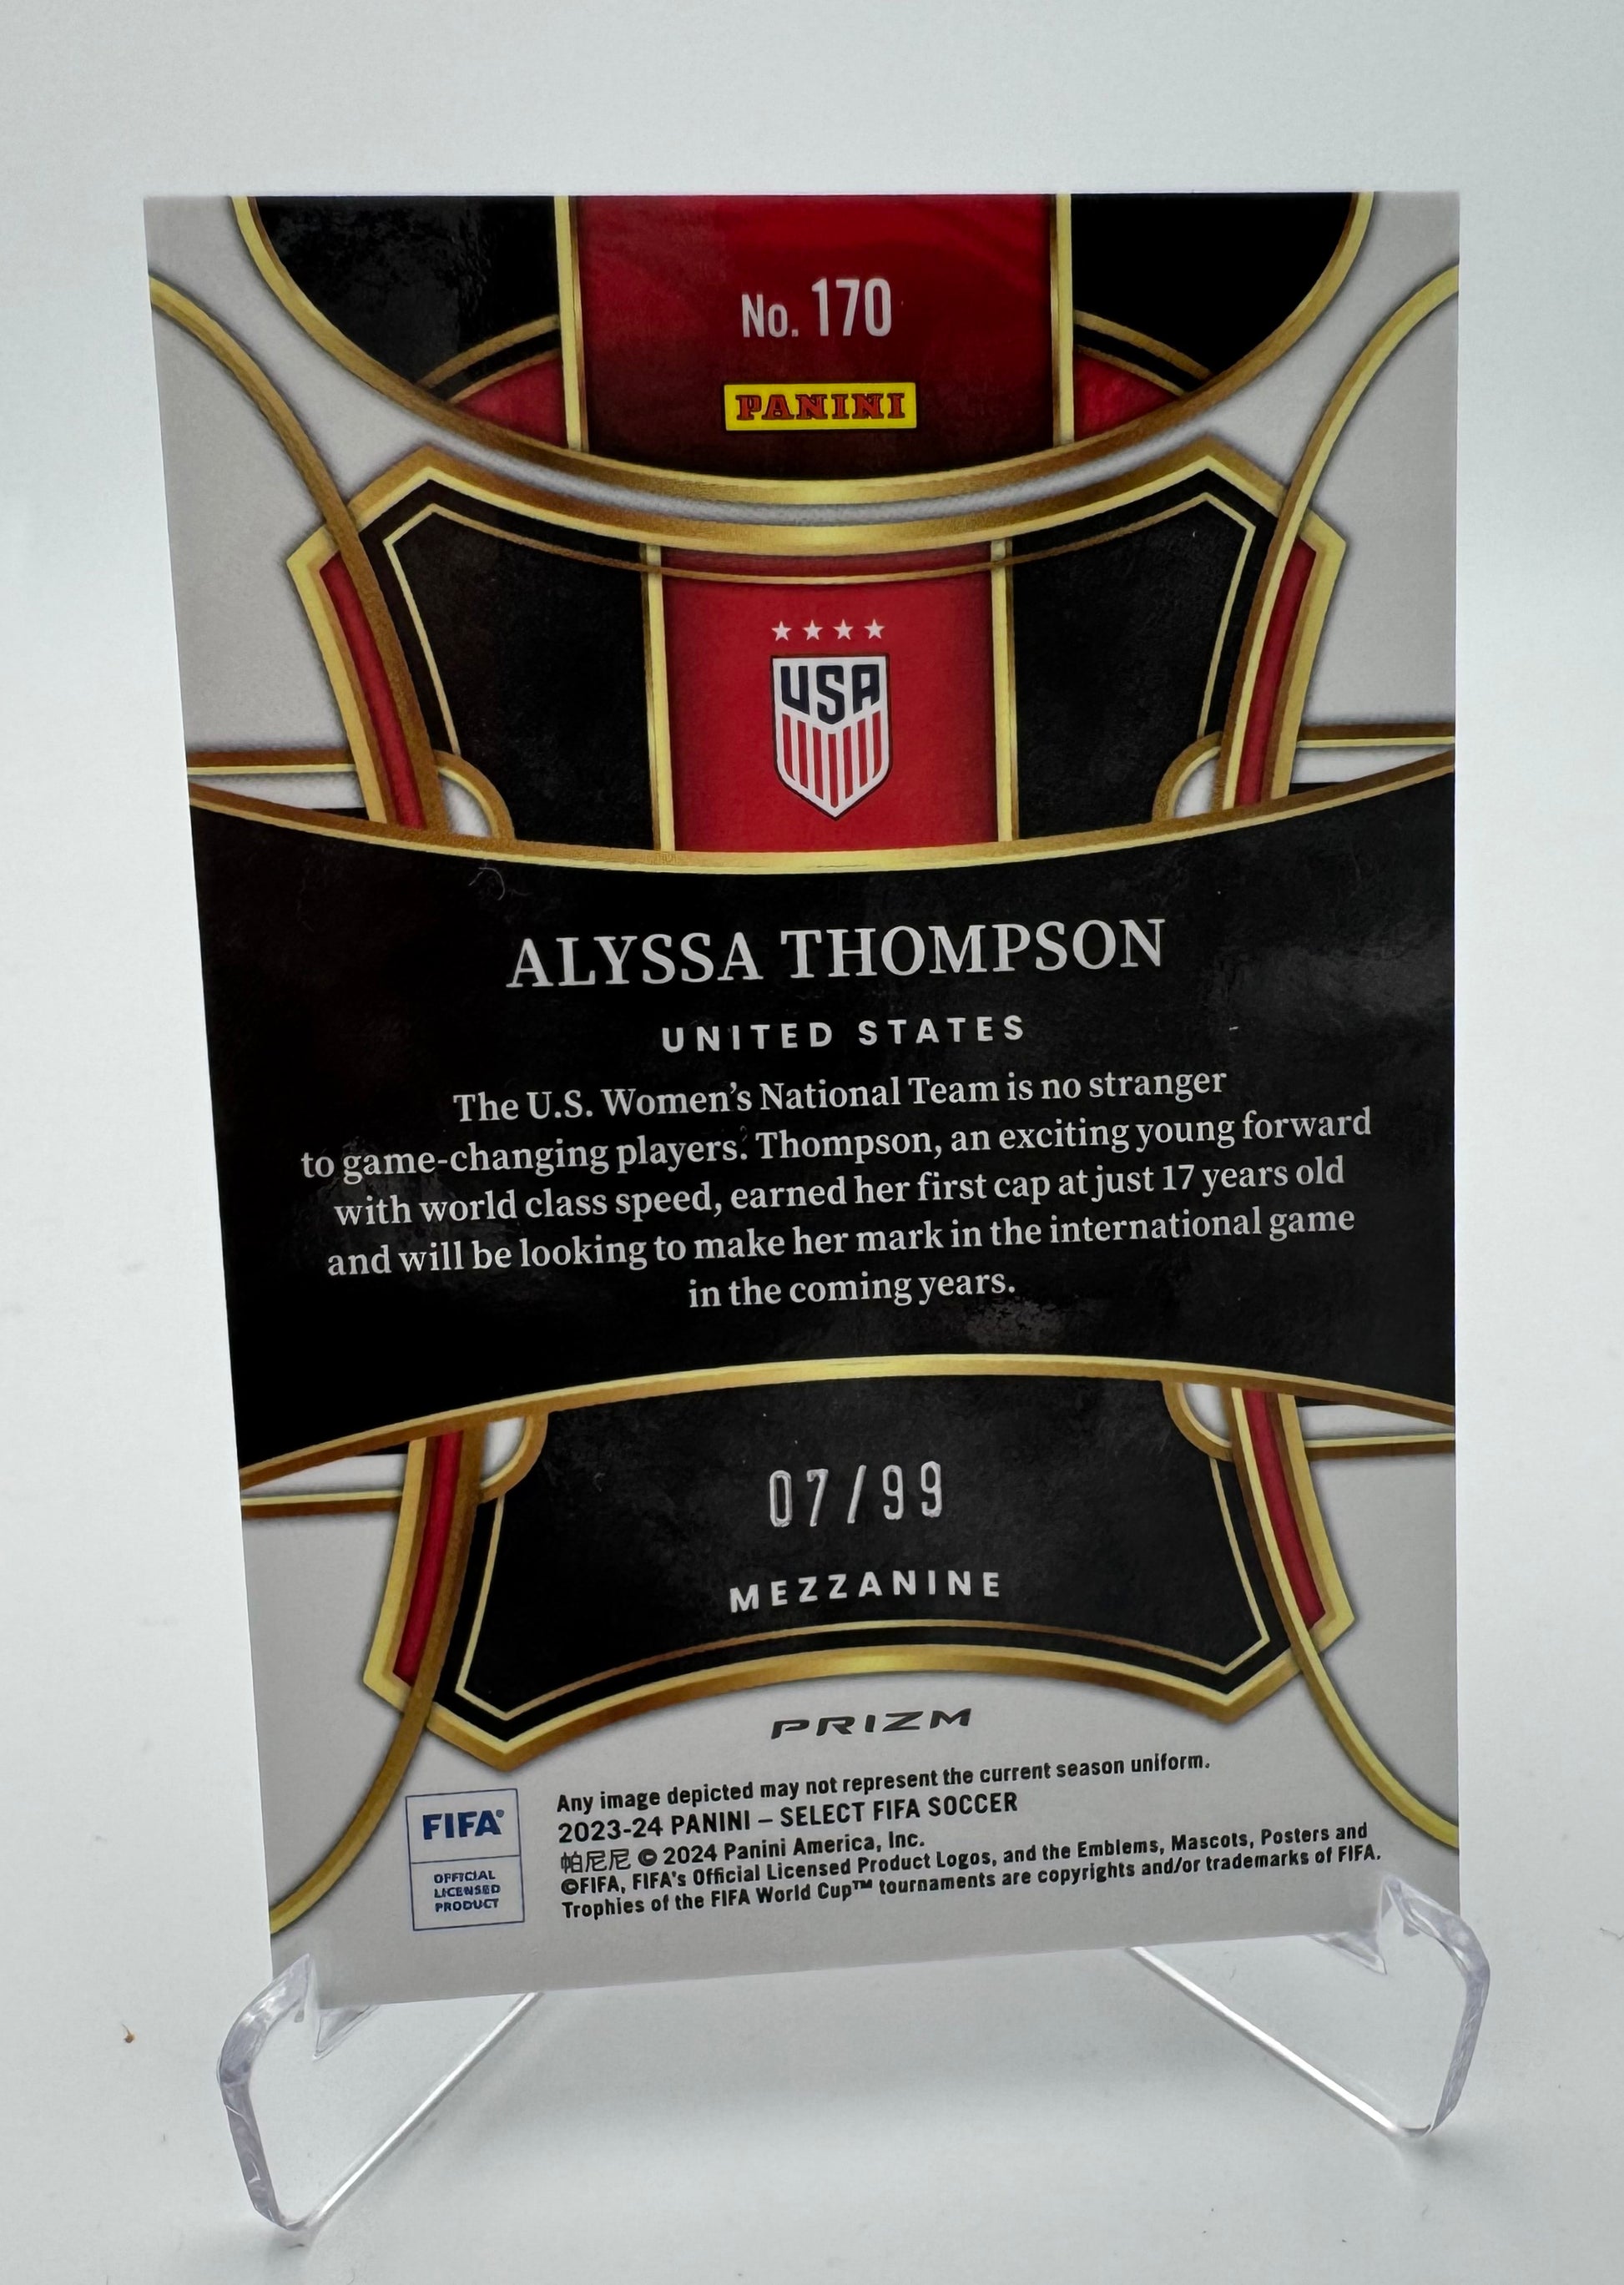 No. 170
PANINI
USA
ALYSSA THOMPSON
UNITED STATES
The U.S. Women's National Team is no stranger
to game-changing players. Thompson, an exciting young forward
with world class speed, earned her first cap at just 17 years old
and will be looking to make her mark in the international game
in the coming years.
07/99
MEZZANINE
PRIZM
FIFA®
OFFICIAL
LICENSED
PRODUCT
Any image depicted may not represent the current season uniform.
2023-24 PANINI – SELECT FIFA SOCCER
帕尼尼 © 2024 Panini America, Inc.
©FIFA, FIFA's Official Licensed Product Logos, and the Emblems, Mascots, Posters and
Trophies of the FIFA World Cup™ tournaments are copyrights and/or trademarks of FIFA.